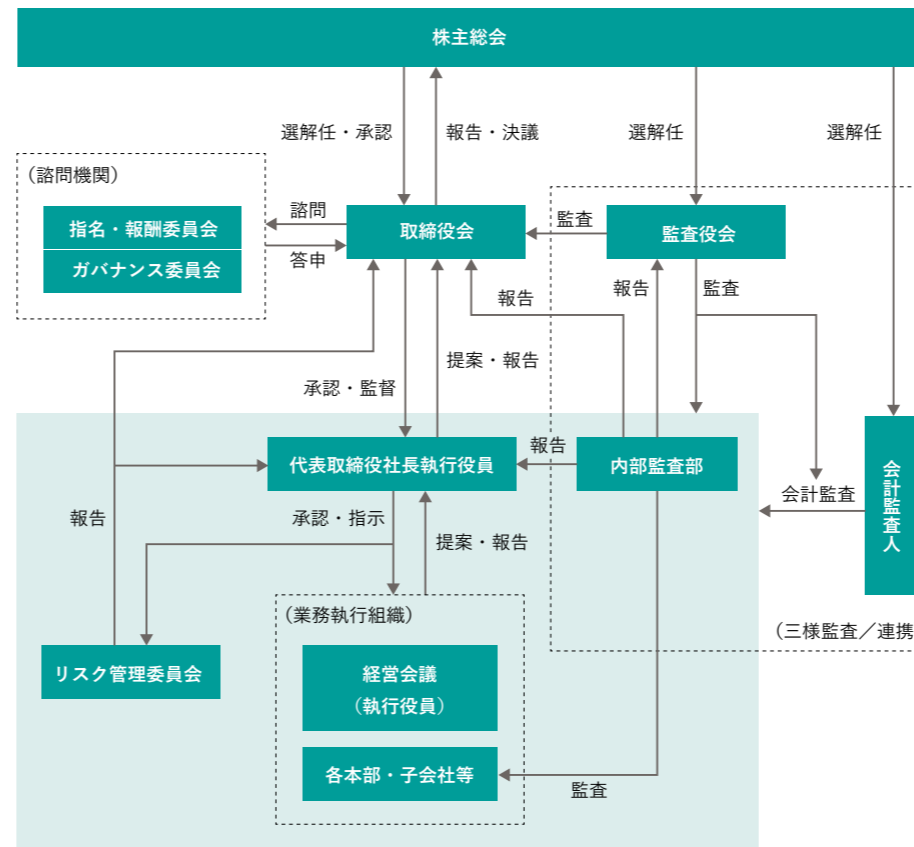 株主総会
選解任・承認
報告・決議
選解任
選解任
（諮問機関）
指名・報酬委員会
ガバナンス委員会
諮問
答申
取締役会
監査
監査役会
報告
報告
監査
承認・監督
提案・報告
代表取締役社長執行役員
報告
内部監査部
会計監査
会計監査人
報告
承認・指示
提案・報告
（業務執行組織）
（三様監査／連携
リスク管理委員会
経営会議
（執行役員）
各本部・子会社等
監査